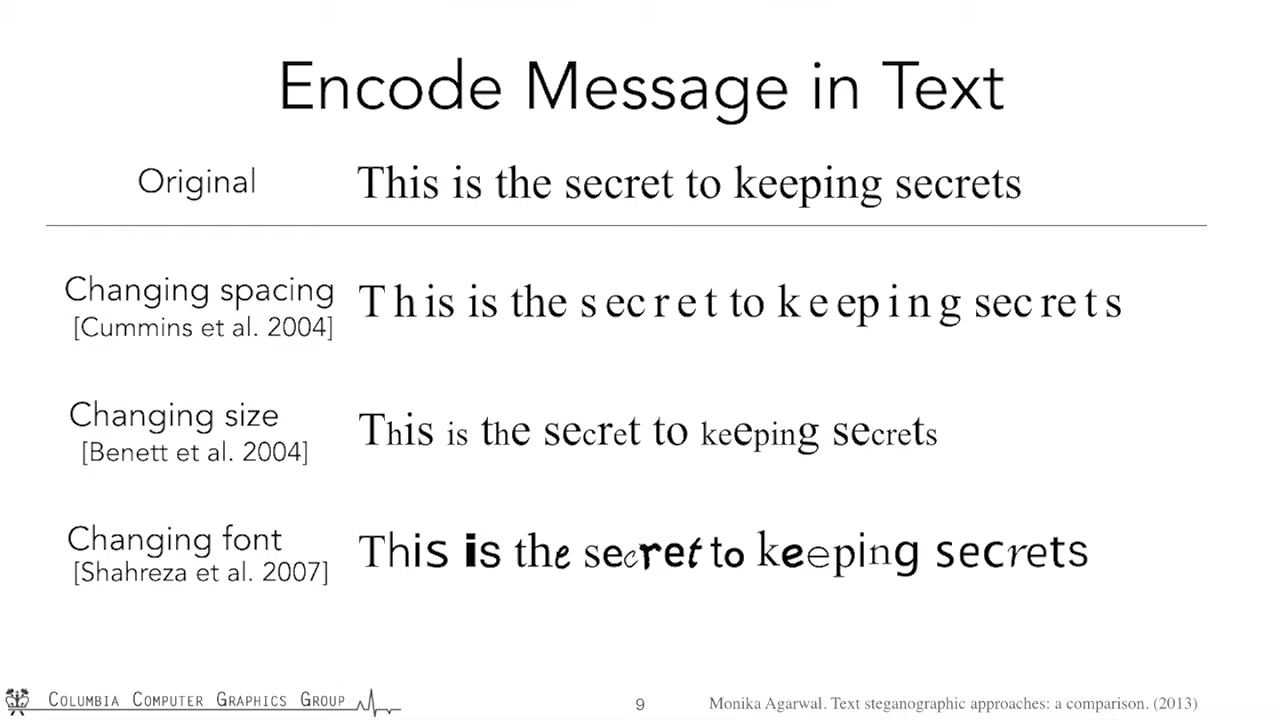 Encode Message in Text
Original This is the secret to keeping secrets
Changing spacing This is the secret to keeping secrets
[Cummins et al. 2004]
Changing size This is the secret to keeping secrets
[Benett et al. 2004]
Changing font This is the secret to keeping secrets
[Shahreza et al. 2007]
COLUMBIA COMPUTER GRAPHICS GROUP 9 Monika Agarwal. Text steganographic approaches: a comparison. (2013)